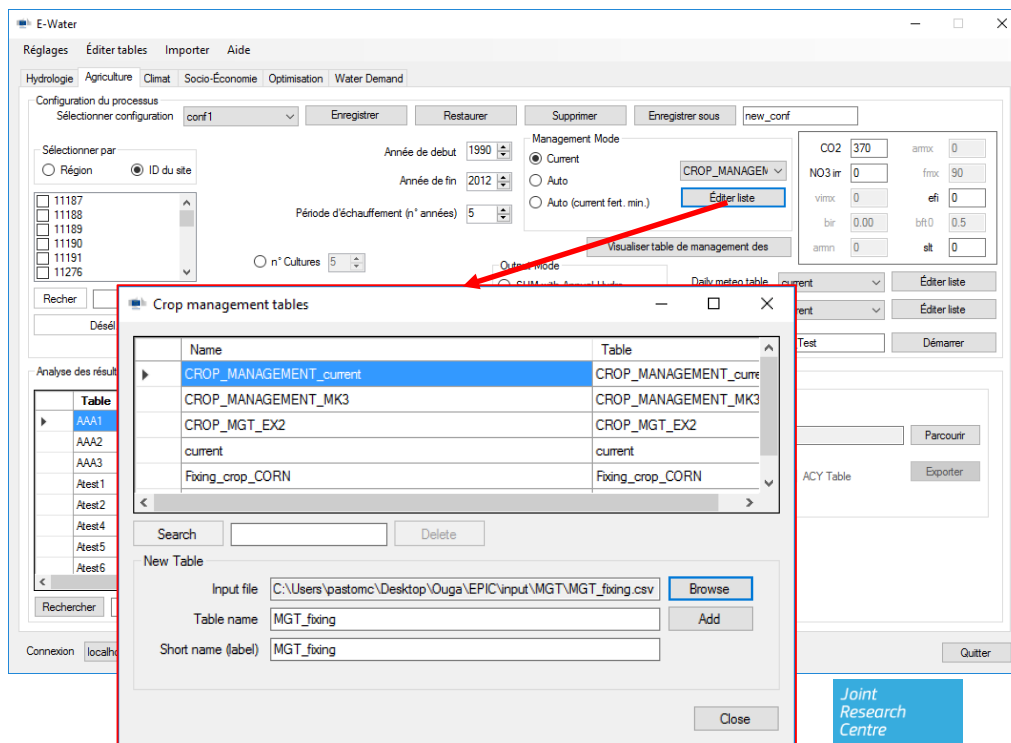 E-Water
Réglages Éditer tables Importer Aide
Hydrologie Agriculture Climat Socio-Économie Optimisation Water Demand
Configuration du processus
Sélectionner configuration conf1 Enregistrer Restaurer Supprimer Enregistrer sous new_conf
Sélectionner par
Région ID du site
11187
11188
11189
11190
11191
11276
Année de debut 1990
Année de fin 2012
Période d'échauffement (n° années) 5
n° Cultures 5
Management Mode
Current
Auto
Auto (current fert. min.)
CROP_MANAGEM
Éditer liste
Visualiser table de management des
CO2 370 armx 0
NO3 irr 0 fmx 90
vimx 0 efi 0
bir 0.00 bft0 0.5
armn 0 slt 0
Output Mode
Daily meteo table current Éditer liste
Éditer liste
Recher
Désél
Test Démarrer
Analyse des résult
Table
AAA1
AAA2
AAA3
Atest1
Atest2
Atest4
Atest5
Atest6
Rechercher
Parcourir
ACY Table Exporter
Connexion localh
Quitter
Crop management tables
Name Table
CROP_MANAGEMENT_current CROP_MANAGEMENT_curre
CROP_MANAGEMENT_MK3 CROP_MANAGEMENT_MK3
CROP_MGT_EX2 CROP_MGT_EX2
current current
Fixing_crop_CORN Fixing_crop_CORN
Search Delete
New Table
Input file C:\Users\pastomc\Desktop\Ouga\EPIC\input\MGT\MGT_fixing.csv Browse
Table name MGT_fixing Add
Short name (label) MGT_fixing
Close
Joint
Research
Centre